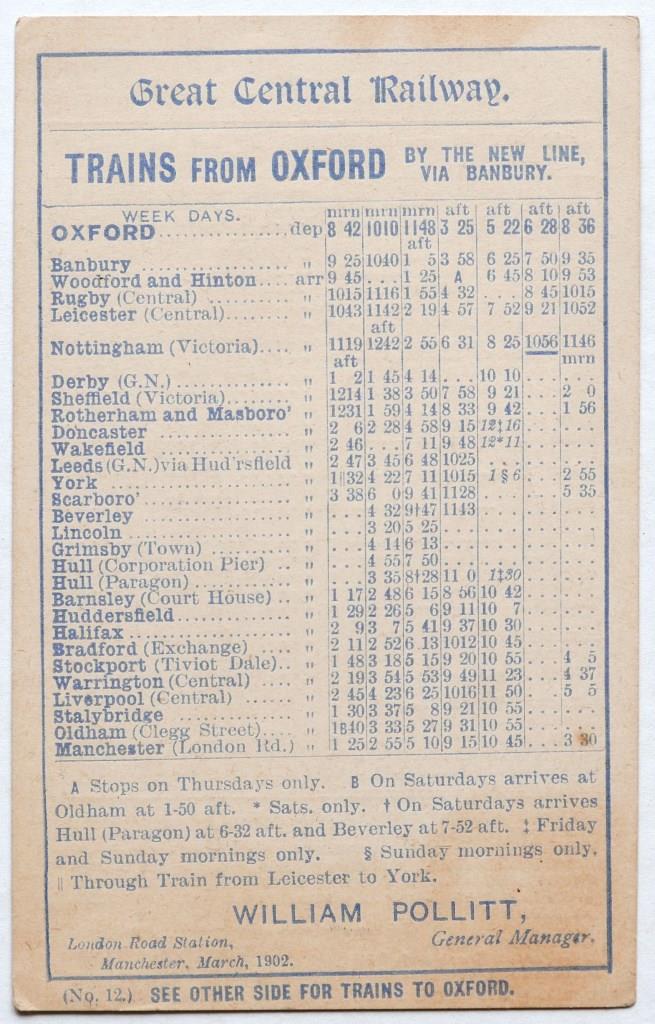 Great Central Railway.
TRAINS FROM OXFORD BY THE NEW LINE,
VIA BANBURY.
WEEK DAYS. mrn mrn mrn aft aft aft aft
OXFORD ............... dep 8 42 1010 1148 3 25 5 22 6 28 8 36
aft
Banbury ............... " 9 25 1040 1 5 3 58 6 25 7 50 9 35
Woodford and Hinton.... arr 9 45 ... 1 25 A 6 45 8 10 9 53
Rugby (Central) .......... " 1015 1116 1 55 4 32 ... 8 45 1015
Leicester (Central)........ " 1043 1142 2 19 4 57 7 52 9 21 1052
aft
Nottingham (Victoria).... " 1119 1242 2 55 6 31 8 25 1056 1146
aft mrn
Derby (G.N.) ............. " 1 2 1 45 4 14 ... 10 10 ... ...
Sheffield (Victoria)........ " 1214 1 38 3 50 7 58 9 21 ... 2 0
Rotherham and Masboro' " 1231 1 59 4 14 8 33 9 42 ... 1 56
Doncaster ............... " 2 6 2 28 4 58 9 15 12‡16 ... ...
Wakefield ............... " 2 46 ... 7 11 9 48 12*11 ... ...
Leeds (G.N.) via Hud'rsfield " 2 47 3 45 6 48 1025 ... ... ...
York .................... " 1||32 4 22 7 11 1015 1 § 6 ... 2 55
Scarboro' ................ " 3 38 6 0 9 41 1128 ... ... 5 35
Beverley ................ " ... 4 32 9†47 1143 ... ... ...
Lincoln ................. " ... 3 20 5 25 ... ... ... ...
Grimsby (Town) .......... " ... 4 14 6 13 ... ... ... ...
Hull (Corporation Pier) .. " ... 4 55 7 50 ... ... ... ...
Hull (Paragon) ........... " ... 3 35 8†28 11 0 1‡30 ... ...
Barnsley (Court House) .. " 1 17 2 48 6 15 8 56 10 42 ... ...
Huddersfield............. " 1 29 2 26 5 6 9 11 10 7 ... ...
Halifax .................. " 2 9 3 7 5 41 9 37 10 30 ... ...
Bradford (Exchange) .... " 2 11 2 52 6 13 1012 10 45 ... ...
Stockport (Tiviot Dale).. " 1 48 3 18 5 15 9 20 10 55 ... 4 5
Warrington (Central) .... " 2 19 3 54 5 53 9 49 11 23 ... 4 37
Liverpool (Central) ...... " 2 45 4 23 6 25 1016 11 50 ... 5 5
Stalybridge .............. " 1 30 3 37 5 8 9 21 10 55 ... ...
Oldham (Clegg Street).... " 1B40 3 33 5 27 9 31 10 55 ... ...
Manchester (London Rd.) " 1 25 2 55 5 10 9 15 10 45 ... 3 30
A Stops on Thursdays only. B On Saturdays arrives at
Oldham at 1-50 aft. * Sats. only. † On Saturdays arrives
Hull (Paragon) at 6-32 aft. and Beverley at 7-52 aft. ‡ Friday
and Sunday mornings only. § Sunday mornings only.
|| Through Train from Leicester to York.
WILLIAM POLLITT,
General Manager.
London Road Station,
Manchester, March, 1902.
(No. 12.) SEE OTHER SIDE FOR TRAINS TO OXFORD.